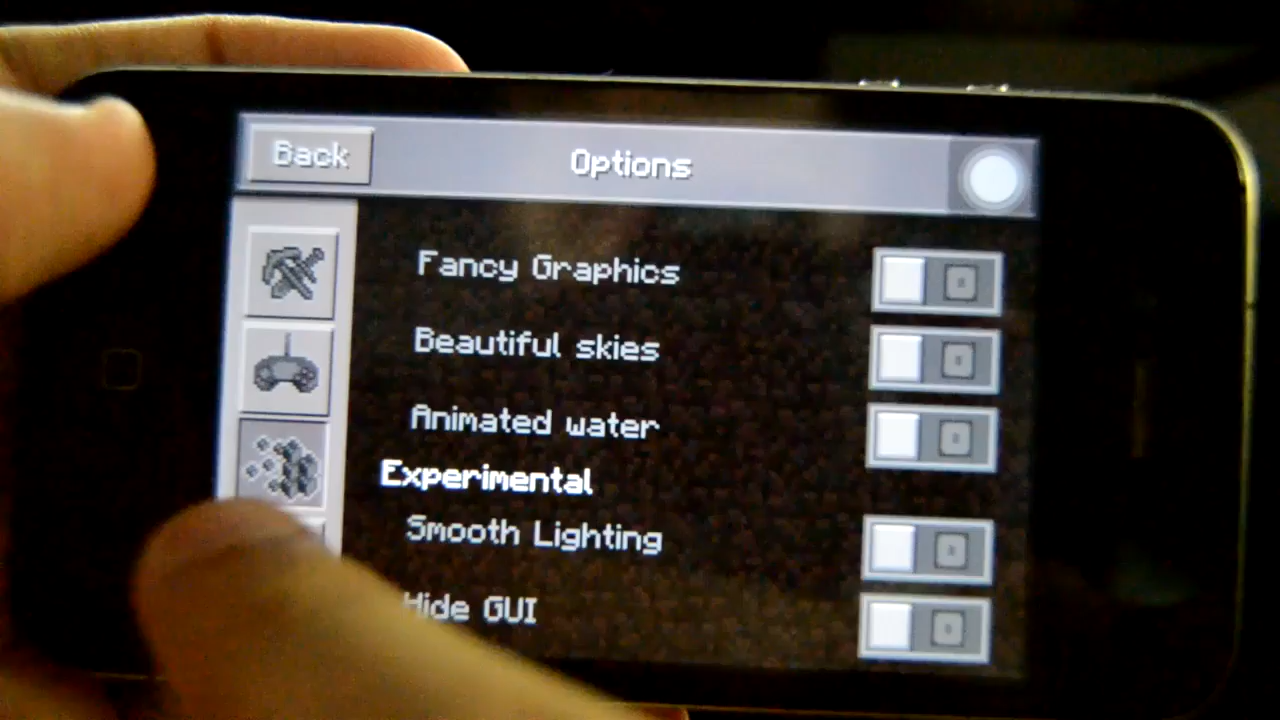 Back
Options
Fancy Graphics
Beautiful skies
Animated water
Experimental
Smooth Lighting
Hide GUI